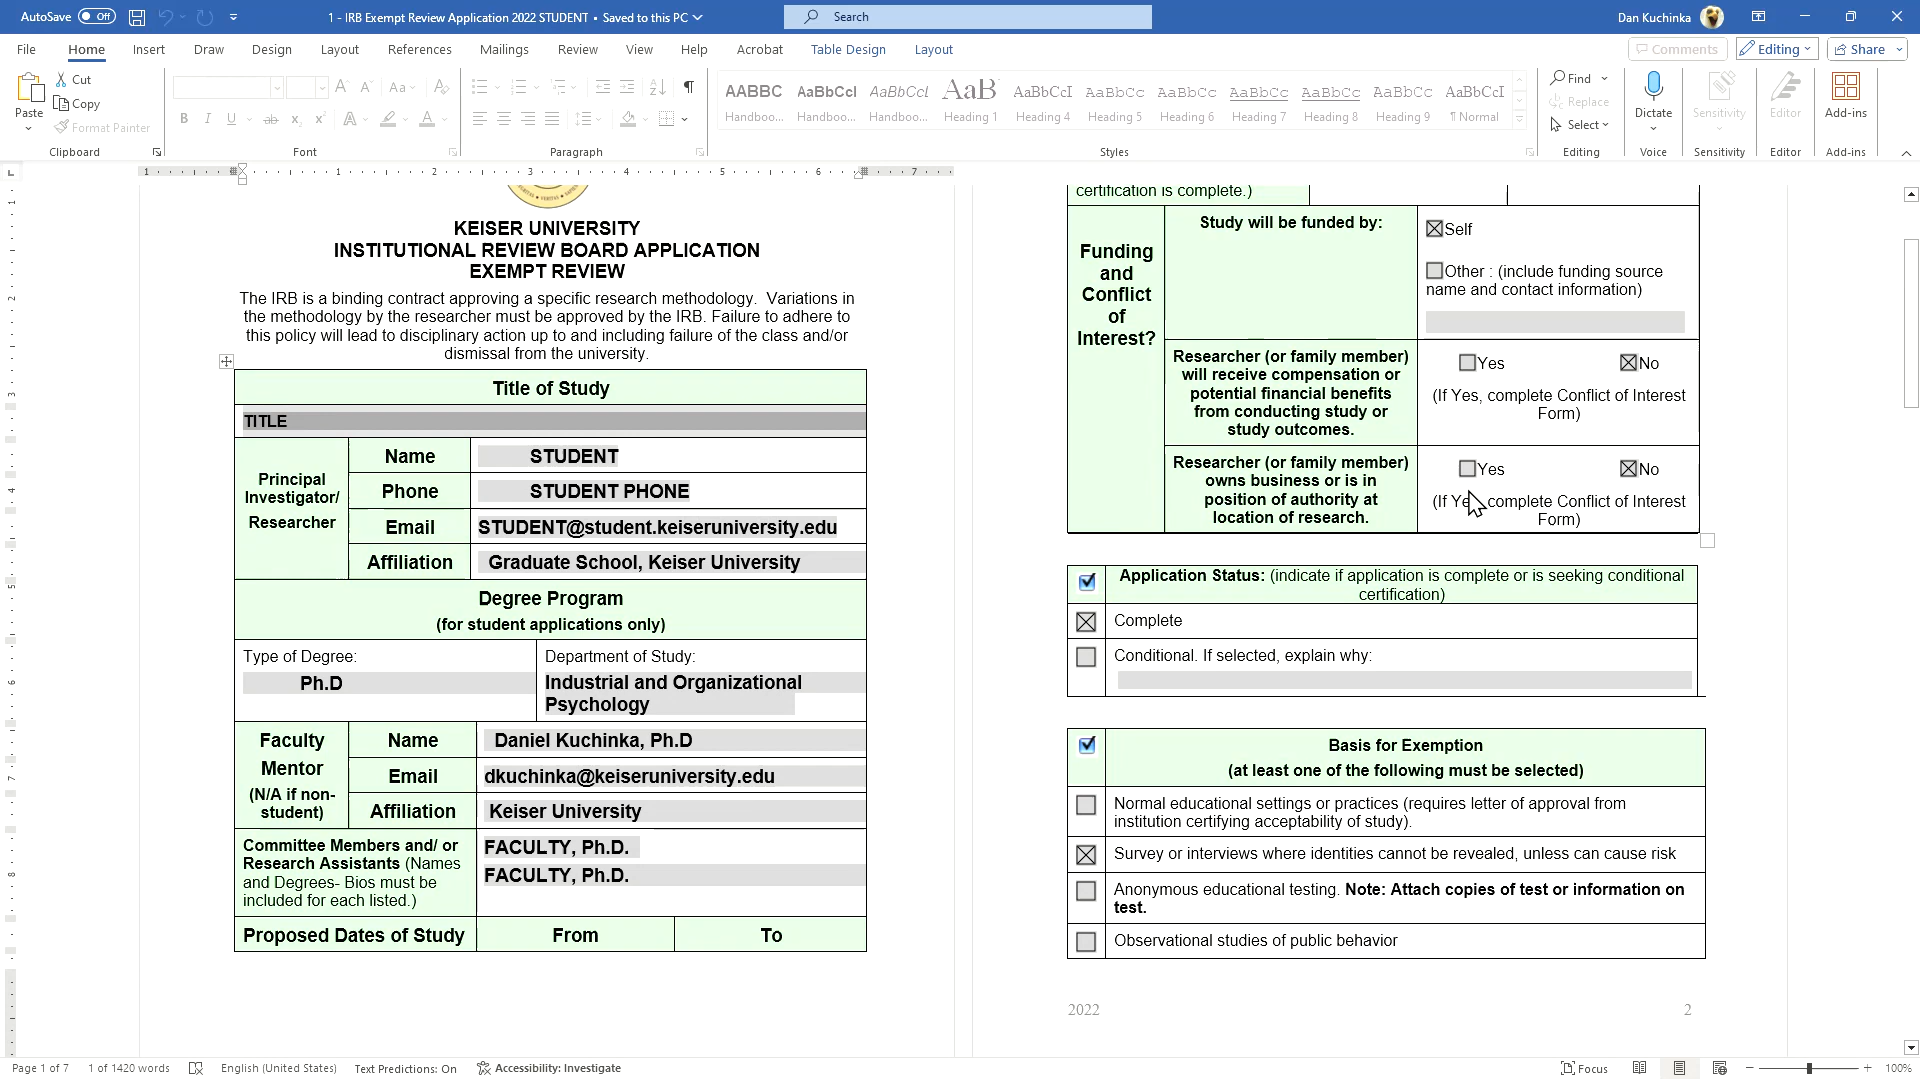 AutoSave Off
1 - IRB Exempt Review Application 2022 STUDENT • Saved to this PC
Search
Dan Kuchinka
File Home Insert Draw Design Layout References Mailings Review View Help Acrobat Table Design Layout
Comments Editing Share
Paste
Cut
Copy
Format Painter
Clipboard
Font
Paragraph
AABBC AaBbCcI AaBbCcI AaB AaBbCcI AaBbCc AaBbCc AaBbCc AaBbCc AaBbCc AaBbCcI
Handboo... Handboo... Handboo... Heading 1 Heading 4 Heading 5 Heading 6 Heading 7 Heading 8 Heading 9 ¶ Normal
Styles
Find
Replace
Select
Editing
Dictate
Voice
Sensitivity
Sensitivity
Editor
Editor
Add-ins
Add-ins
KEISER UNIVERSITY
INSTITUTIONAL REVIEW BOARD APPLICATION
EXEMPT REVIEW
The IRB is a binding contract approving a specific research methodology. Variations in
the methodology by the researcher must be approved by the IRB. Failure to adhere to
this policy will lead to disciplinary action up to and including failure of the class and/or
dismissal from the university.
Title of Study
TITLE
Principal
Investigator/
Researcher
Name STUDENT
Phone STUDENT PHONE
Email STUDENT@student.keiseruniversity.edu
Affiliation Graduate School, Keiser University
Degree Program
(for student applications only)
Type of Degree:
Ph.D
Department of Study:
Industrial and Organizational
Psychology
Faculty
Mentor
(N/A if non-
student)
Name Daniel Kuchinka, Ph.D
Email dkuchinka@keiseruniversity.edu
Affiliation Keiser University
Committee Members and/ or
Research Assistants (Names
and Degrees- Bios must be
included for each listed.)
FACULTY, Ph.D.
FACULTY, Ph.D.
Proposed Dates of Study From To
certification is complete.)
Funding
and
Conflict
of
Interest?
Study will be funded by:
Self
Other : (include funding source
name and contact information)
Researcher (or family member)
will receive compensation or
potential financial benefits
from conducting study or
study outcomes.
Yes No
(If Yes, complete Conflict of Interest
Form)
Researcher (or family member)
owns business or is in
position of authority at
location of research.
Yes No
(If Yes, complete Conflict of Interest
Form)
Application Status: (indicate if application is complete or is seeking conditional
certification)
Complete
Conditional. If selected, explain why:
Basis for Exemption
(at least one of the following must be selected)
Normal educational settings or practices (requires letter of approval from
institution certifying acceptability of study).
Survey or interviews where identities cannot be revealed, unless can cause risk
Anonymous educational testing. Note: Attach copies of test or information on
test.
Observational studies of public behavior
2022 2
Page 1 of 7 1 of 1420 words English (United States) Text Predictions: On Accessibility: Investigate Focus 100%